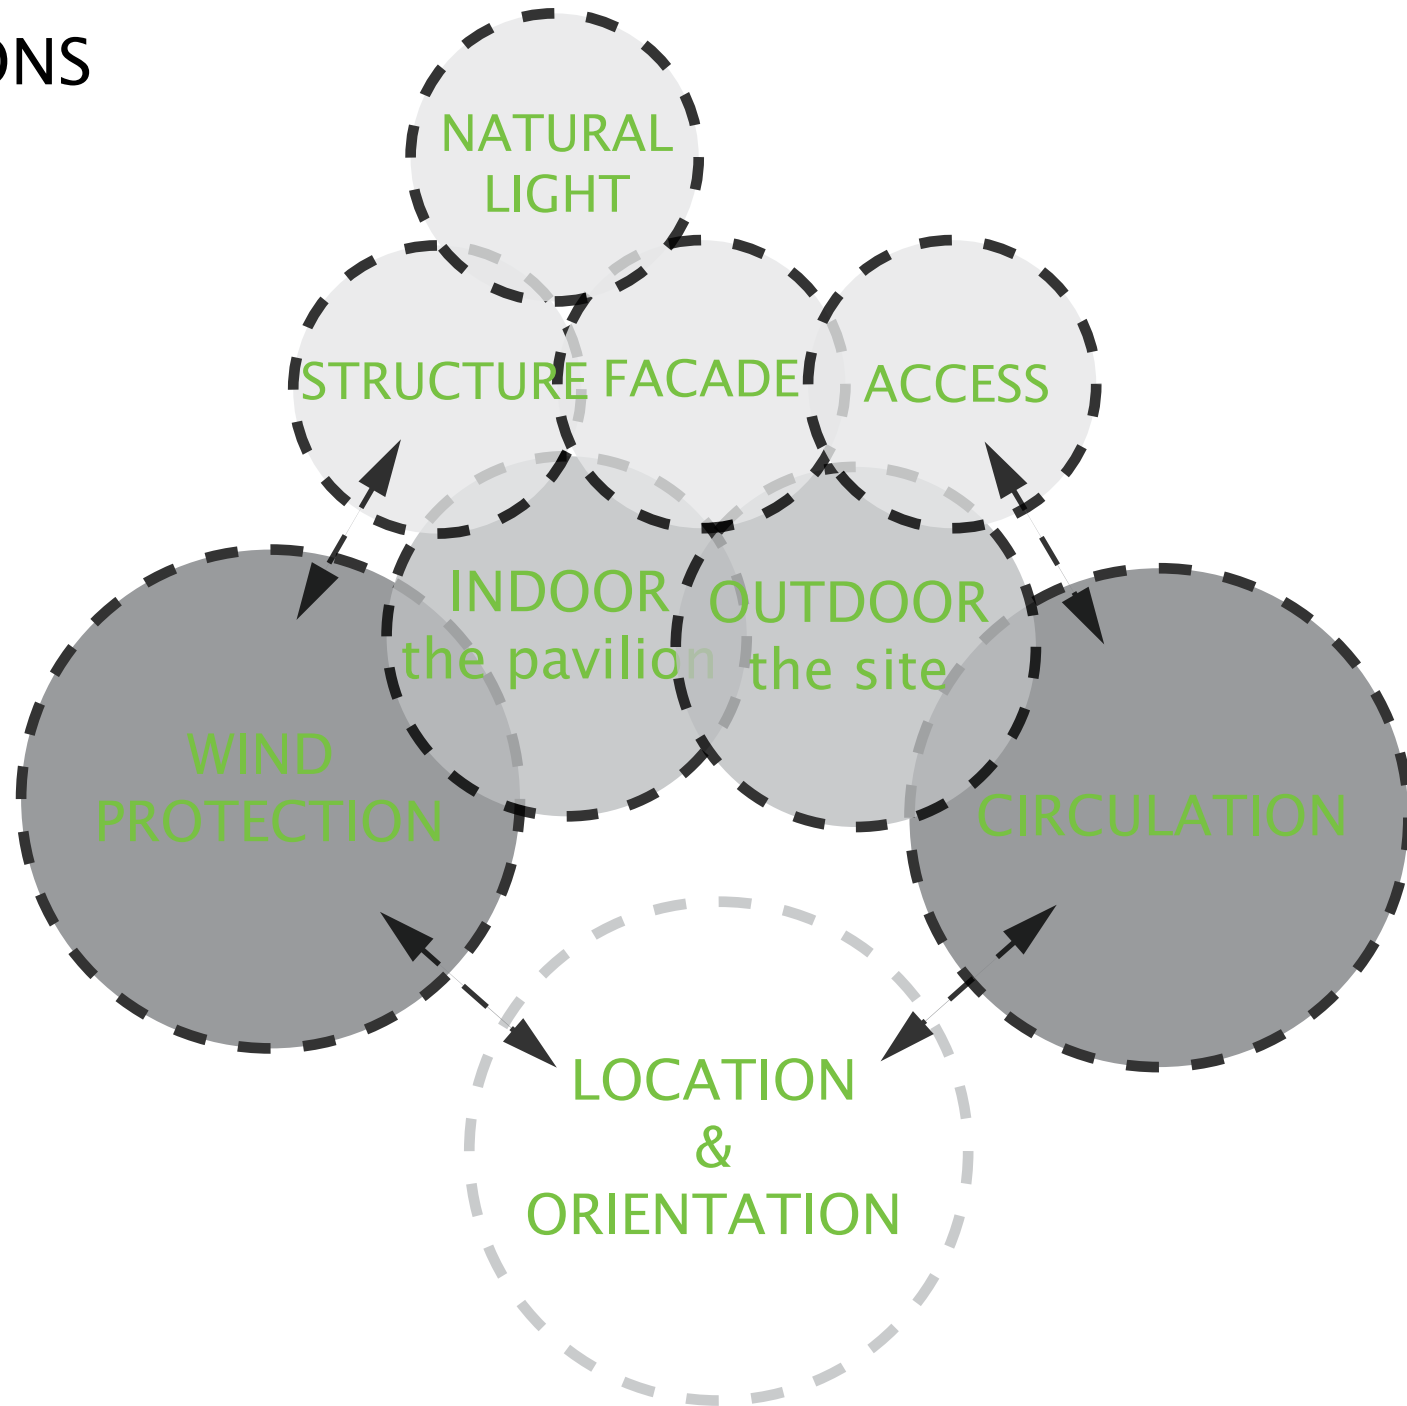 ONS
NATURAL
LIGHT
STRUCTURE FACADE ACCESS
INDOOR
the pavilion
OUTDOOR
the site
WIND
PROTECTION
CIRCULATION
LOCATION
&
ORIENTATION